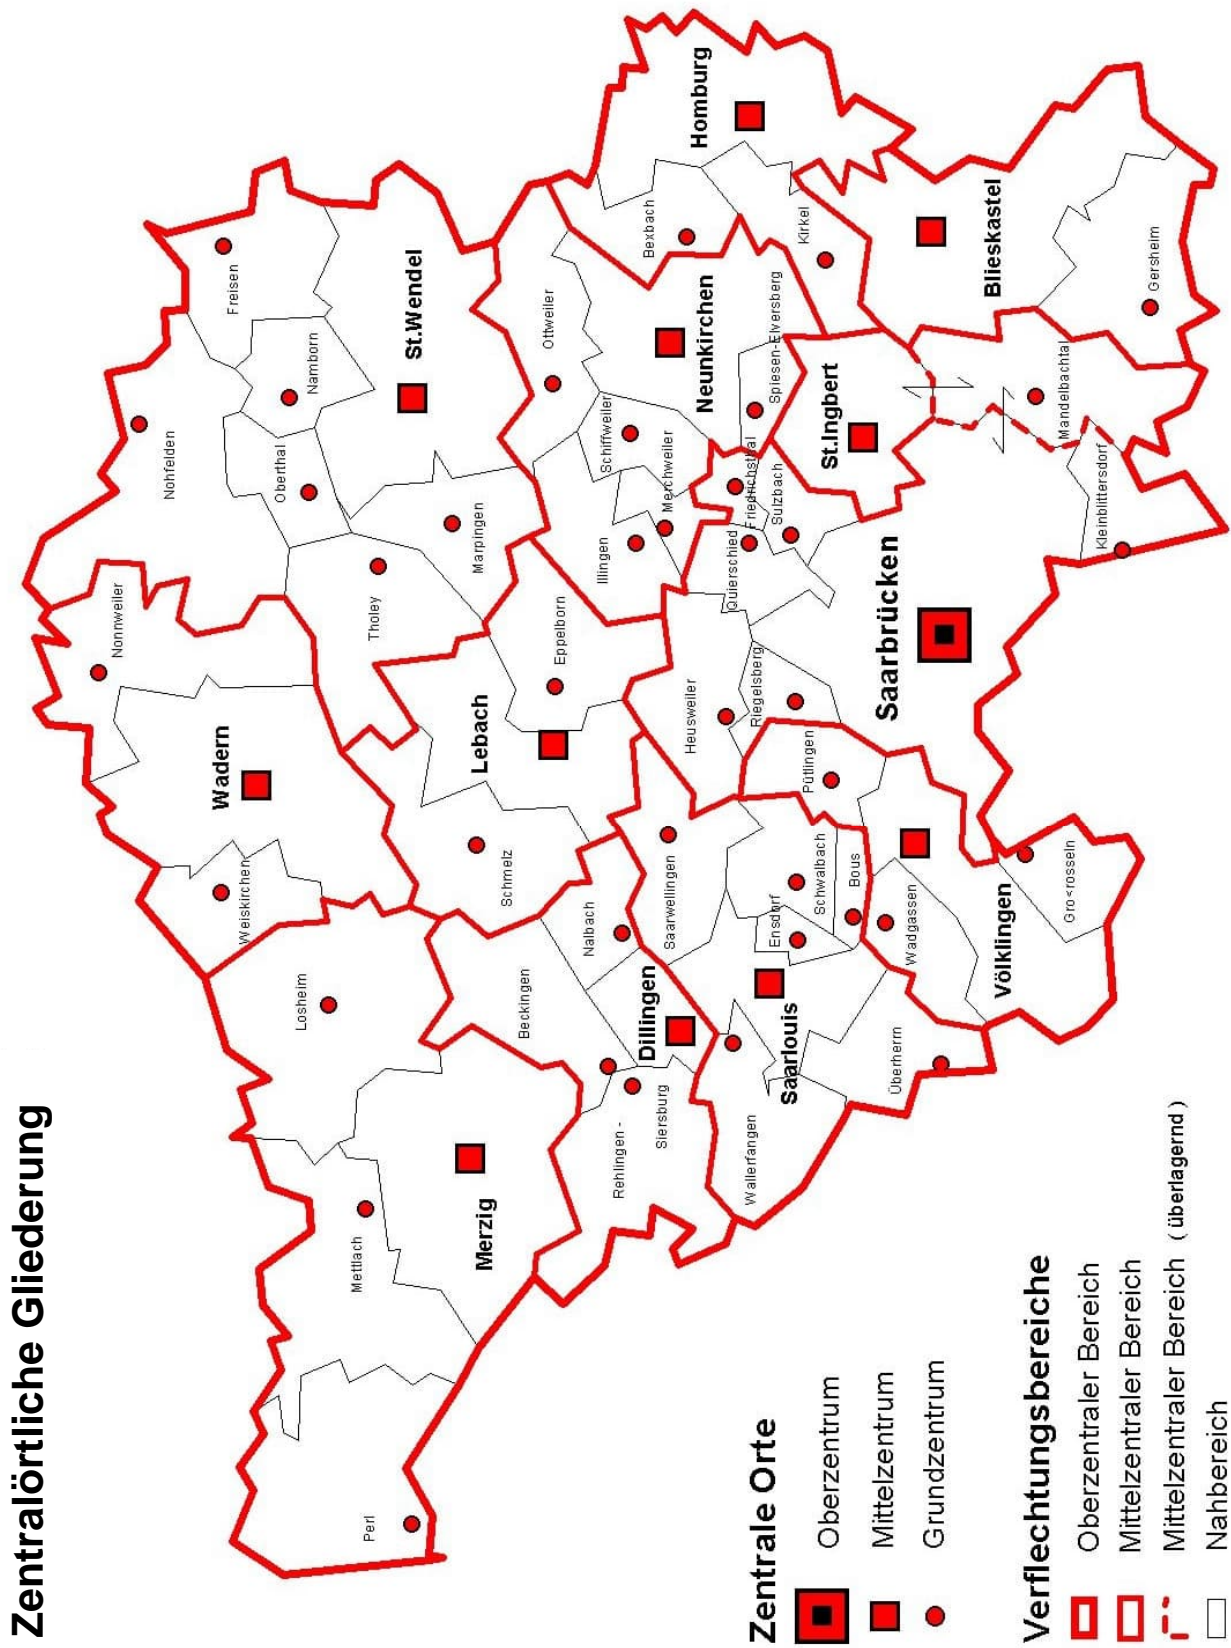 Zentralörtliche Gliederung
Perl
Mettlach
Merzig
Losheim
Weiskirchen
Wadern
Nonnweiler
Nohfelden
Freisen
Namborn
Oberthal
St.Wendel
Tholey
Marpingen
Beckingen
Schmelz
Lebach
Eppelborn
Nalbach
Dillingen
Rehlingen -
Siersburg
Saarwellingen
Wallerfangen
Saarlouis
Ensdorf
Schwalbach
Bous
Überherrn
Wadgassen
Völklingen
Gro<rosseln
Püttlingen
Heusweiler
Riegelsberg
Quierschied
Saarbrücken
Illingen
Merchweiler
Schiffweiler
Ottweiler
Neunkirchen
Spiesen-Elversberg
Friedrichsthal
Sulzbach
St.Ingbert
Bexbach
Homburg
Kirkel
Blieskastel
Gersheim
Mandelbachtal
Kleinblittersdorf
Zentrale Orte
Oberzentrum
Mittelzentrum
Grundzentrum
Verflechtungsbereiche
Oberzentraler Bereich
Mittelzentraler Bereich
Mittelzentraler Bereich (überlagernd)
Nahbereich